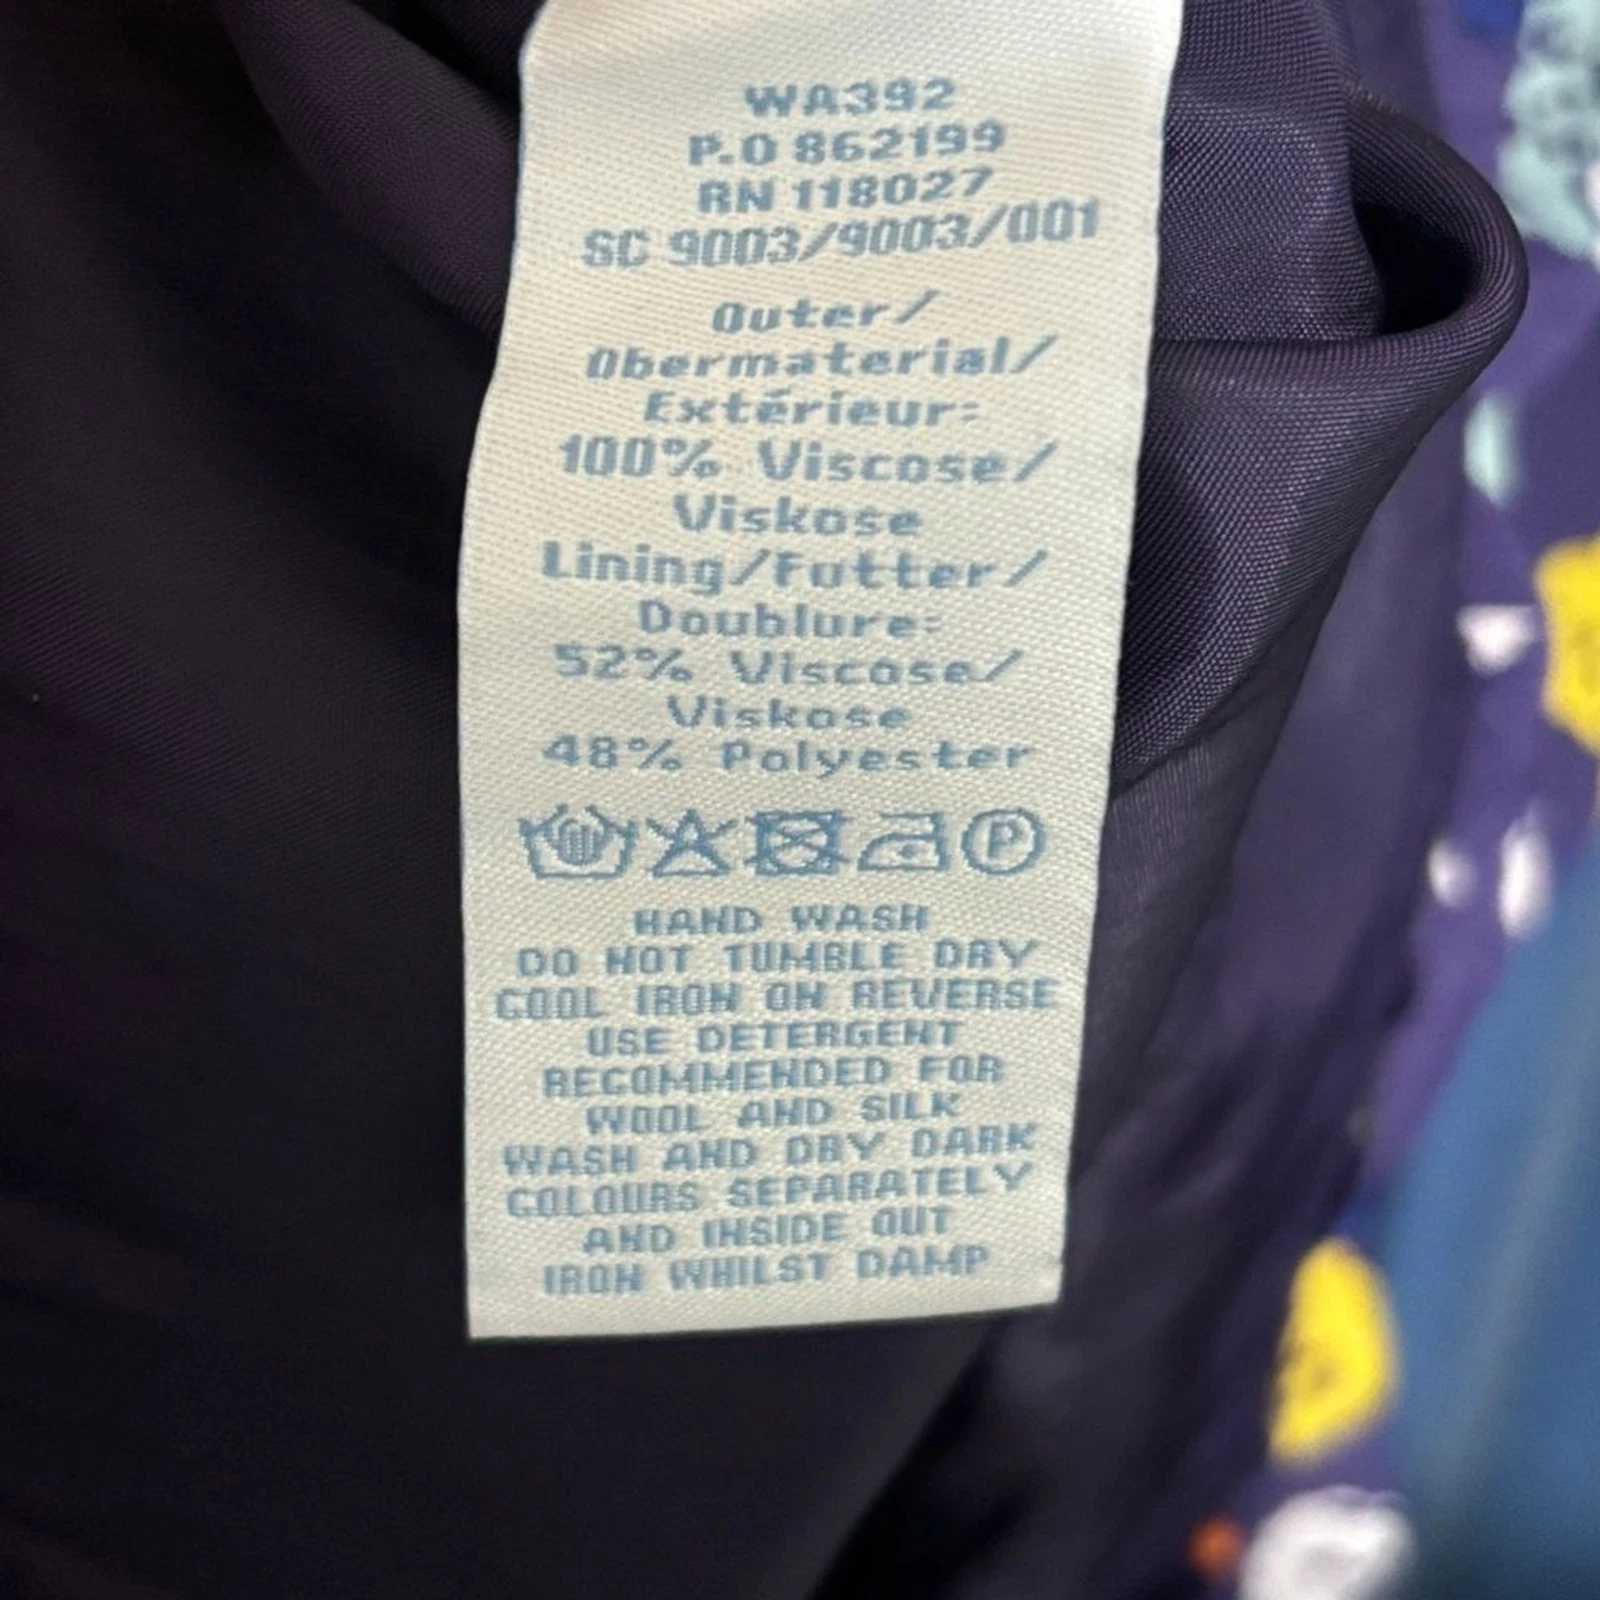 WA392
P.O 862199
RN 118027
SC 9003/9003/001
Outer/
Obermaterial/
Extérieur:
100% Viscose/
Viskose
Lining/Futter/
Doublure:
52% Viscose/
Viskose
48% Polyester
P
HAND WASH
DO NOT TUMBLE DRY
COOL IRON ON REVERSE
USE DETERGENT
RECOMMENDED FOR
WOOL AND SILK
WASH AND DRY DARK
COLOURS SEPARATELY
AND INSIDE OUT
IRON WHILST DAMP